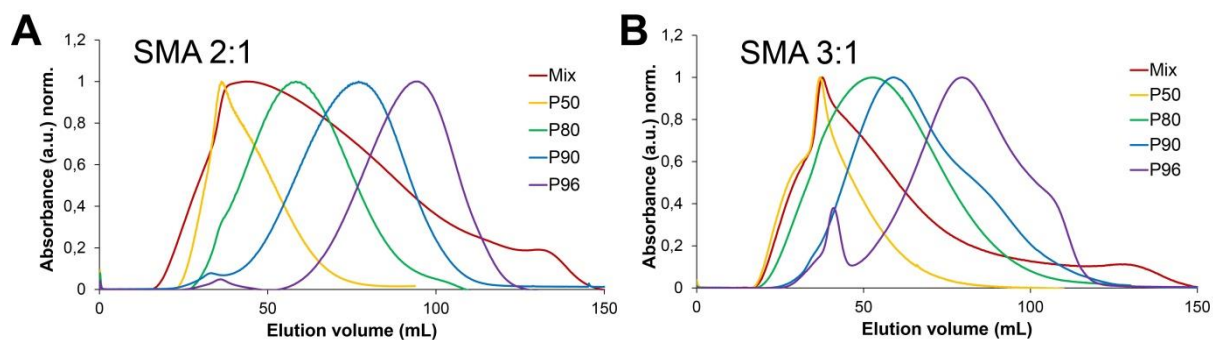 A
SMA 2:1
Absorbance (a.u.) norm.
1,2
1
0,8
0,6
0,4
0,2
0
0
50
100
150
Elution volume (mL)
Mix
P50
P80
P90
P96
B
SMA 3:1
Absorbance (a.u.) norm.
1,2
1
0,8
0,6
0,4
0,2
0
0
50
100
150
Elution volume (mL)
Mix
P50
P80
P90
P96